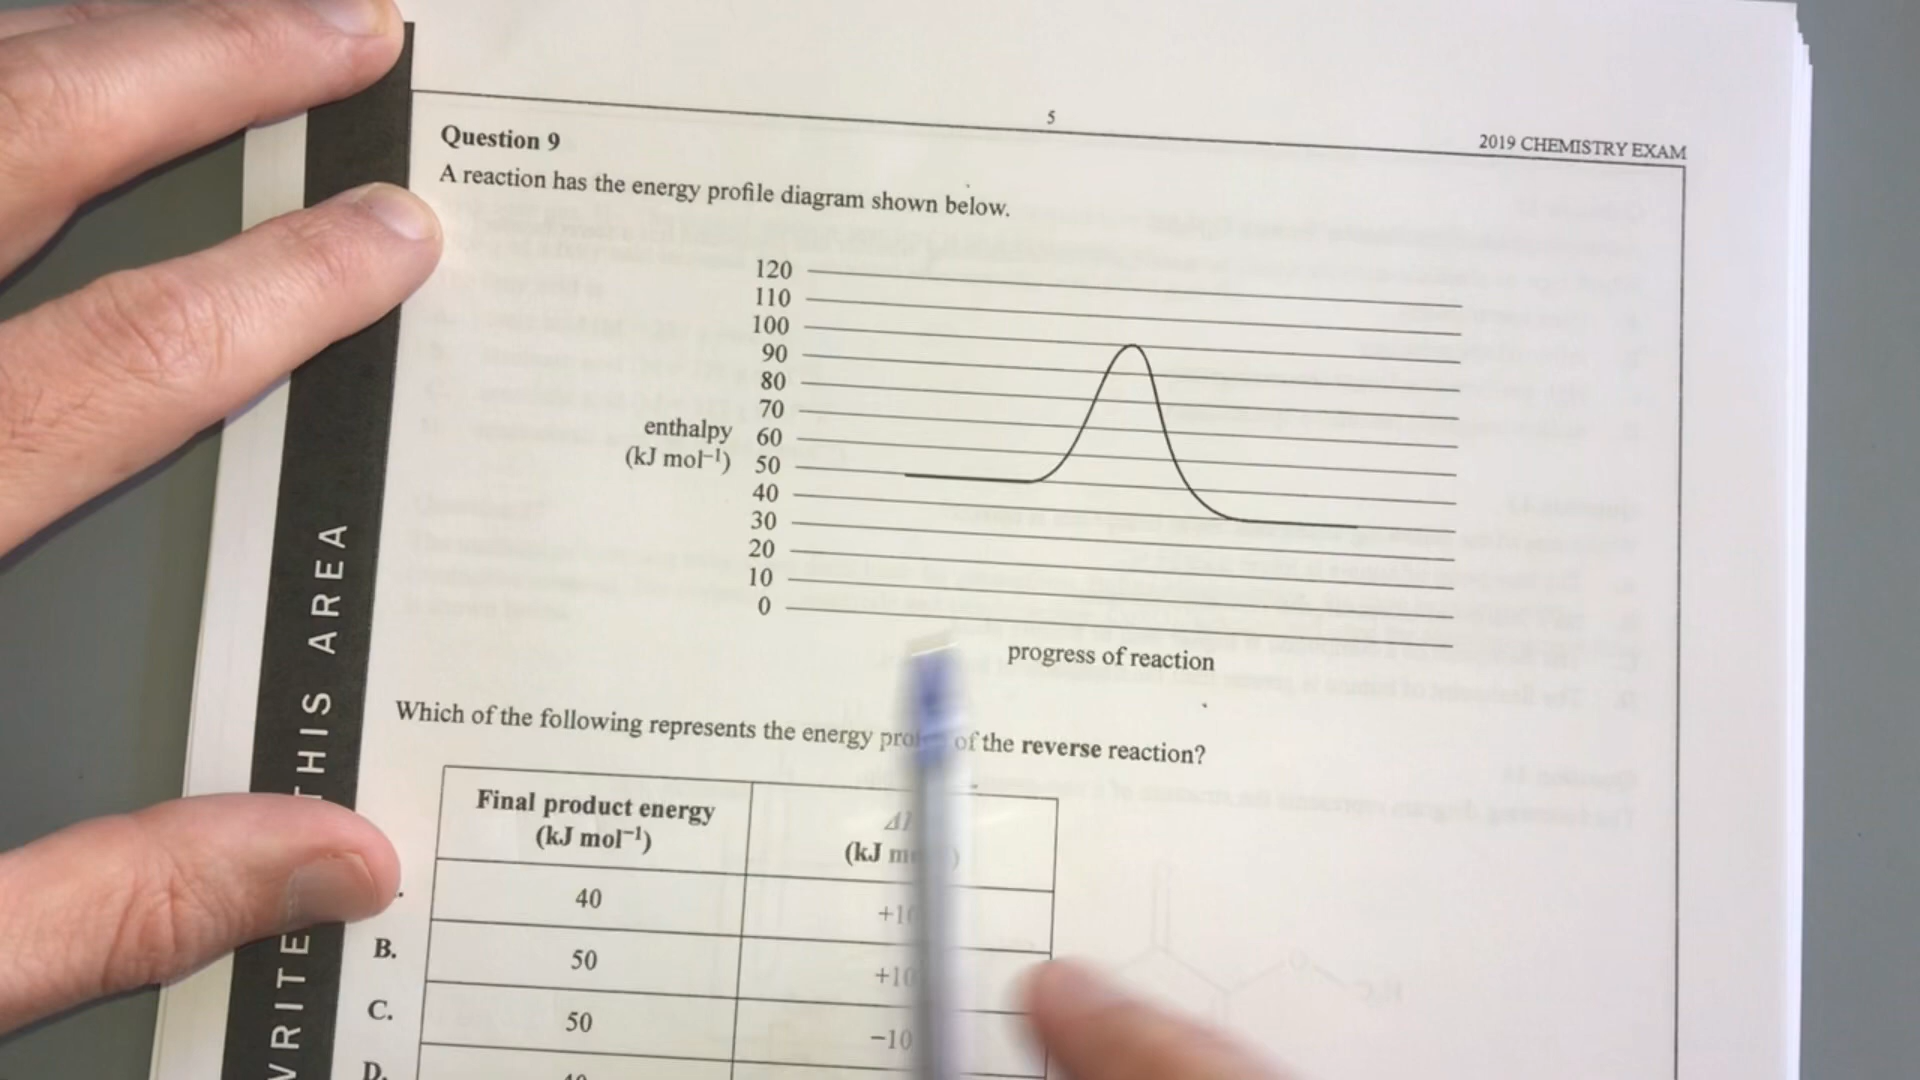 5
2019 CHEMISTRY EXAM
Question 9
A reaction has the energy profile diagram shown below.
120
110
100
90
80
70
60
50
40
30
20
10
0
enthalpy
(kJ mol⁻¹)
progress of reaction
Which of the following represents the energy of the reverse reaction?
Final product energy
(kJ mol⁻¹)
(kJ
40
B.
50
C.
50
−10
D.
THIS AREA